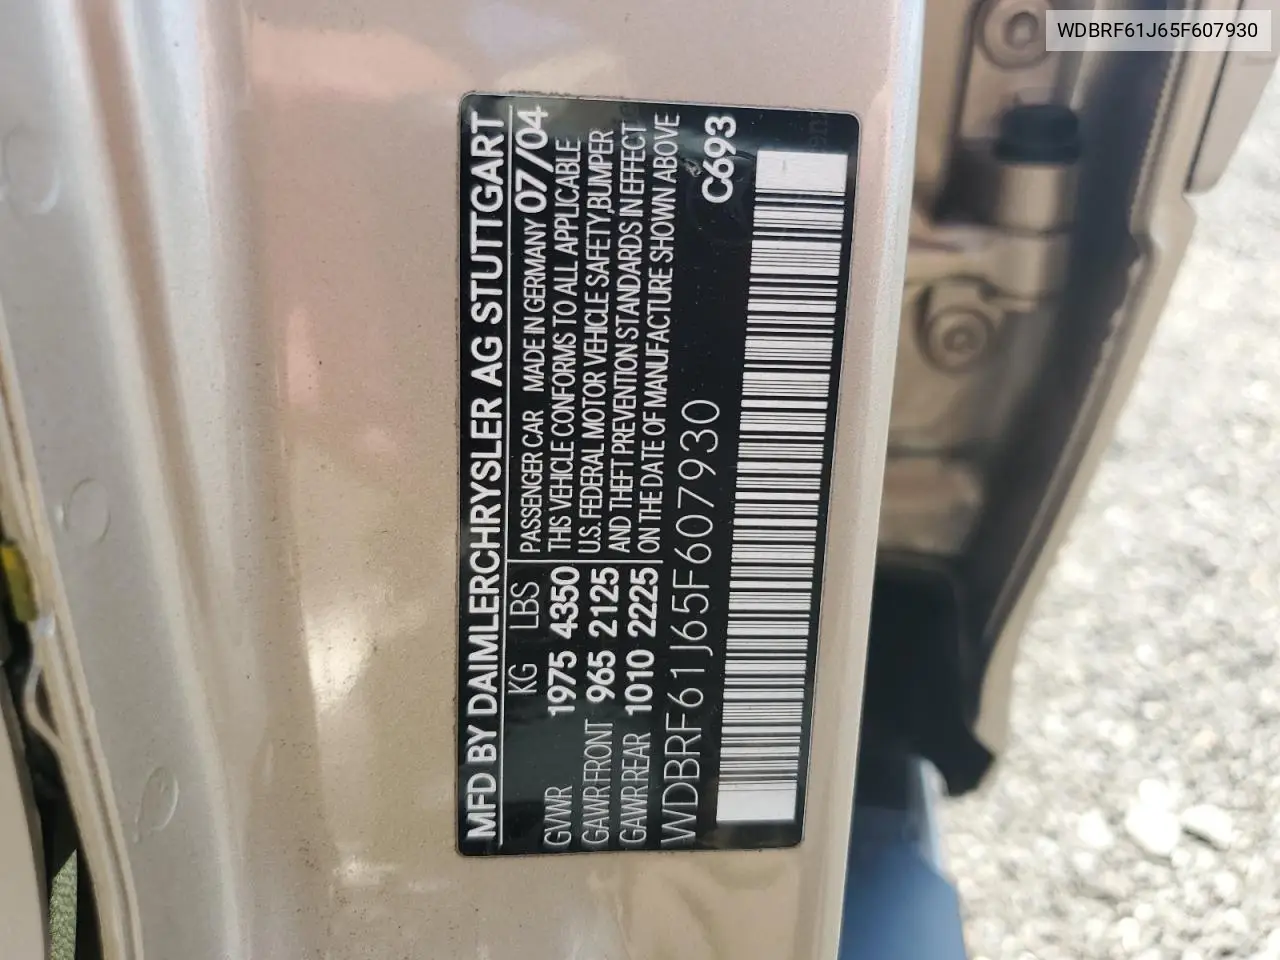 WDBRF61J65F607930
MFD BY DAIMLERCHRYSLER AG STUTTGART
KG LBS
GVWR 1975 4350
GAWR FRONT 965 2125
GAWR REAR 1010 2225
PASSENGER CAR MADE IN GERMANY 07/04
THIS VEHICLE CONFORMS TO ALL APPLICABLE
U.S. FEDERAL MOTOR VEHICLE SAFETY,BUMPER
AND THEFT PREVENTION STANDARDS IN EFFECT
ON THE DATE OF MANUFACTURE SHOWN ABOVE
WDBRF61J65F607930
C693